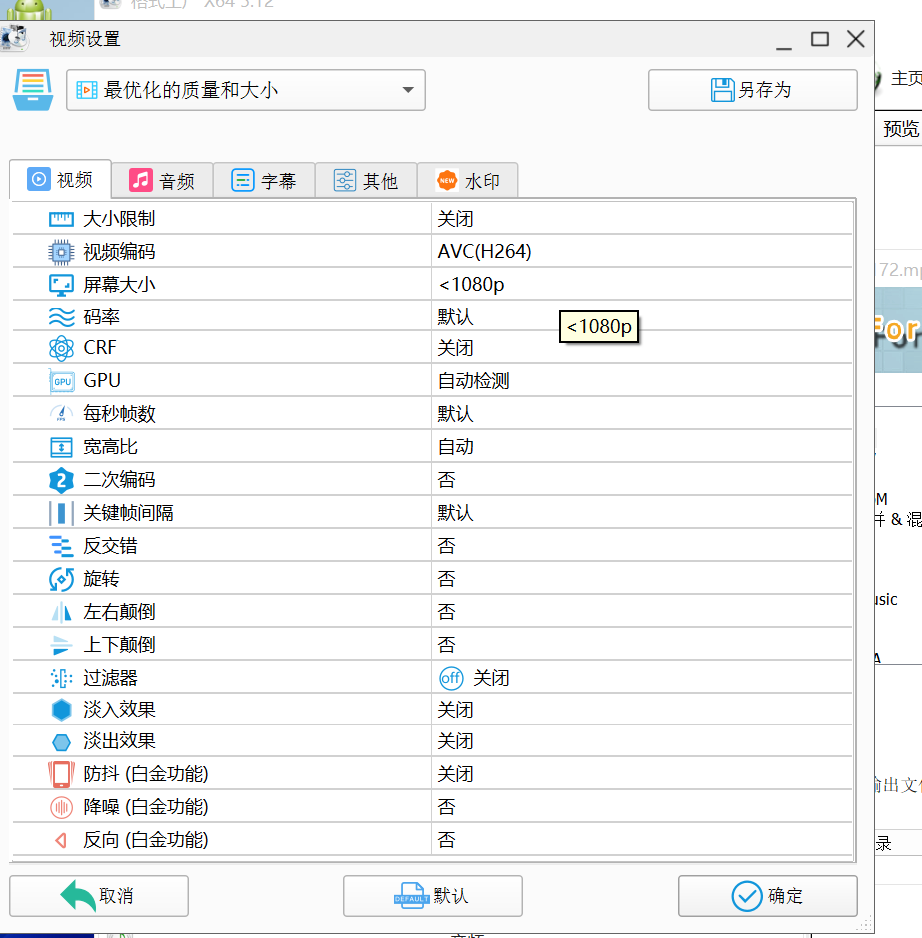 格式工厂 X64 5.12
视频设置
最优化的质量和大小
另存为
主页
预览
视频 音频 字幕 NEW 水印 其他
大小限制 关闭
视频编码 AVC(H264)
屏幕大小 <1080p
码率 默认
<1080p
CRF 关闭
GPU GPU 自动检测
每秒帧数 默认
宽高比 自动
2 二次编码 否
关键帧间隔 默认
反交错 否
旋转 否
左右颠倒 否
上下颠倒 否
过滤器 off 关闭
淡入效果 关闭
淡出效果 关闭
防抖 (白金功能) 关闭
降噪 (白金功能) 否
反向 (白金功能) 否
取消
DEFAULT 默认
确定
172.mp
For
& 混
usic
输出文
录